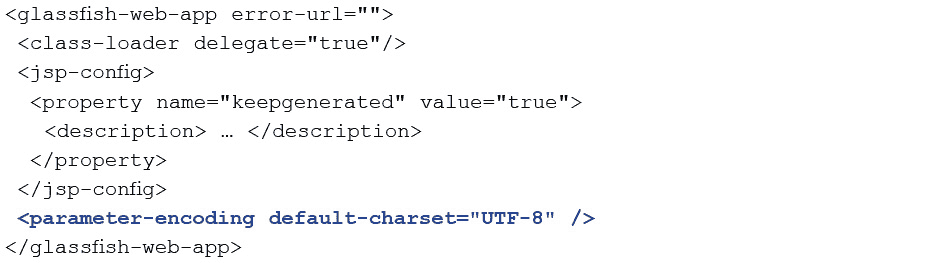 <glassfish-web-app error-url="">
<class-loader delegate="true"/>
<jsp-config>
<property name="keepgenerated" value="true">
<description> … </description>
</property>
</jsp-config>
<parameter-encoding default-charset="UTF-8" />
</glassfish-web-app>